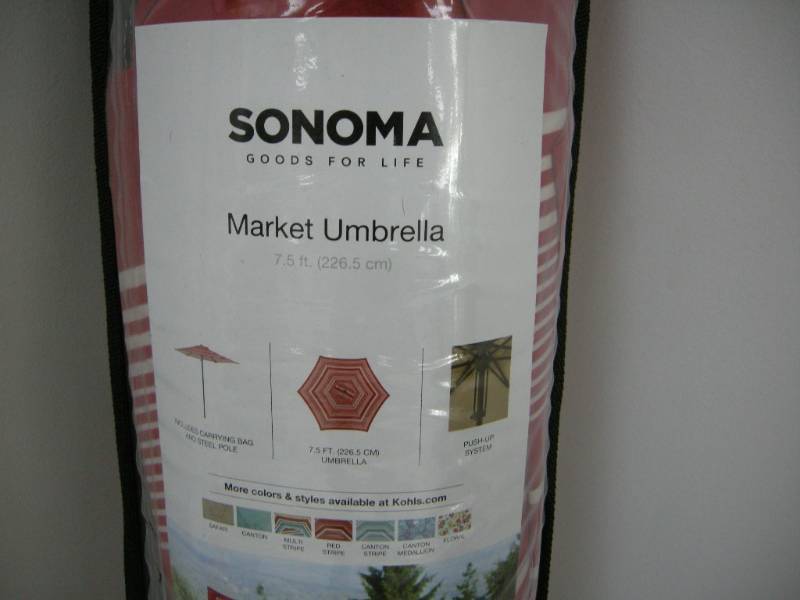 SONOMA
GOODS FOR LIFE
Market Umbrella
7.5 ft. (226.5 cm)
INCLUDES CARRYING BAG
AND STEEL POLE
7.5 FT. (226.5 CM)
UMBRELLA
PUSH-UP
SYSTEM
More colors & styles available at Kohls.com
SAFARI
CANTON
MULTI
STRIPE
RED
STRIPE
CANTON
STRIPE
CANTON
MEDALLION
FLORAL